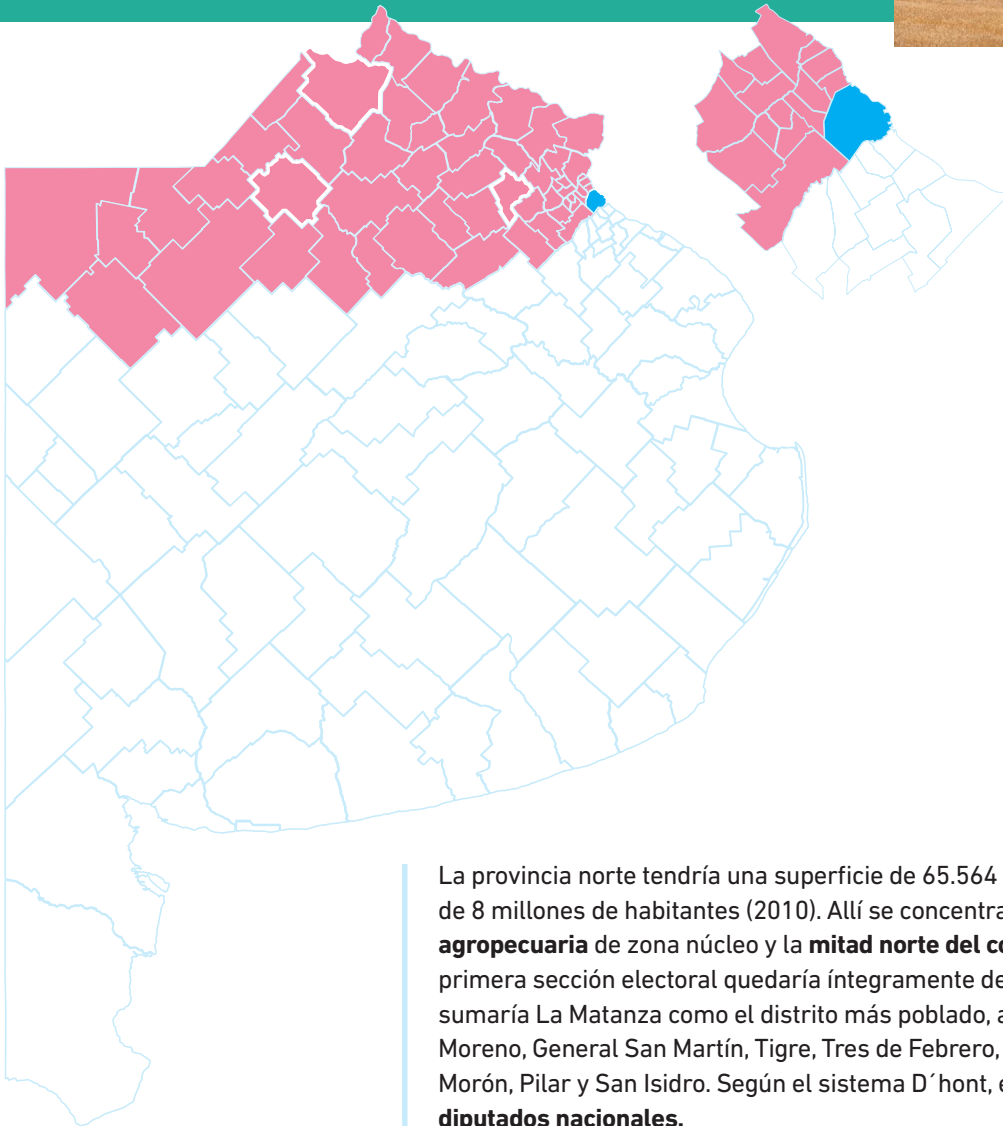 La provincia norte tendría una superficie de 65.564
de 8 millones de habitantes (2010). Allí se concentra
agropecuaria de zona núcleo y la mitad norte del
primera sección electoral quedaría íntegramente
sumaría La Matanza como el distrito más poblado,
Moreno, General San Martín, Tigre, Tres de Febrero,
Morón, Pilar y San Isidro. Según el sistema D´hont,
diputados nacionales.